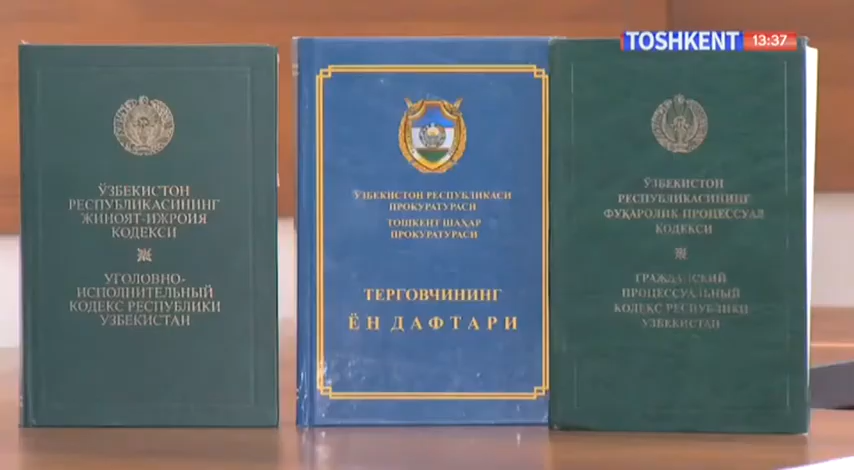 TOSHKENT 13:37
ЎЗБЕКИСТОН
РЕСПУБЛИКАСИНИНГ
ЖИНОЯТ-ИЖРОИЯ
КОДЕКСИ
УГОЛОВНО-
ИСПОЛНИТЕЛЬНЫЙ
КОДЕКС РЕСПУБЛИКИ
УЗБЕКИСТАН
ЎЗБЕКИСТОН РЕСПУБЛИКАСИ
ПРОКУРАТУРАСИ
ТОШКЕНТ ШАҲАР
ПРОКУРАТУРАСИ
ТЕРГОВЧИНИНГ
ЁН ДАФТАРИ
ЎЗБЕКИСТОН
РЕСПУБЛИКАСИНИНГ
ФУҚАРОЛИК ПРОЦЕССУАЛ
КОДЕКСИ
ГРАЖДАНСКИЙ
ПРОЦЕССУАЛЬНЫЙ
КОДЕКС РЕСПУБЛИКИ
УЗБЕКИСТАН